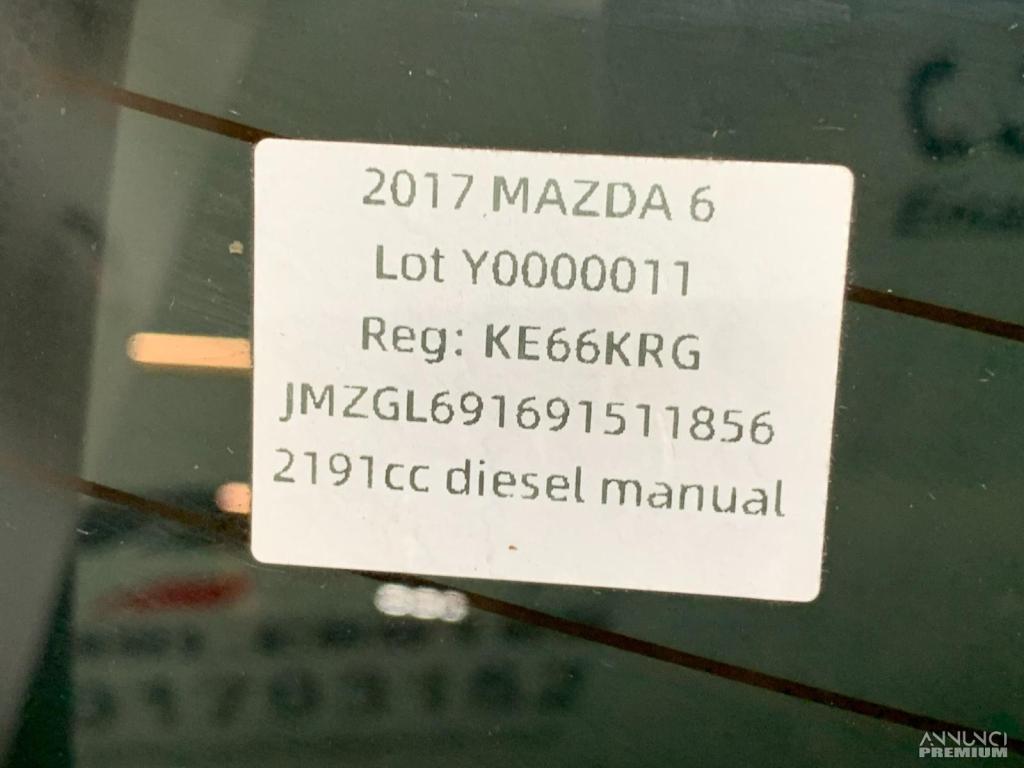 2017 MAZDA 6
Lot Y0000011
Reg: KE66KRG
JMZGL691691511856
2191cc diesel manual
ANNUNCI
PREMIUM